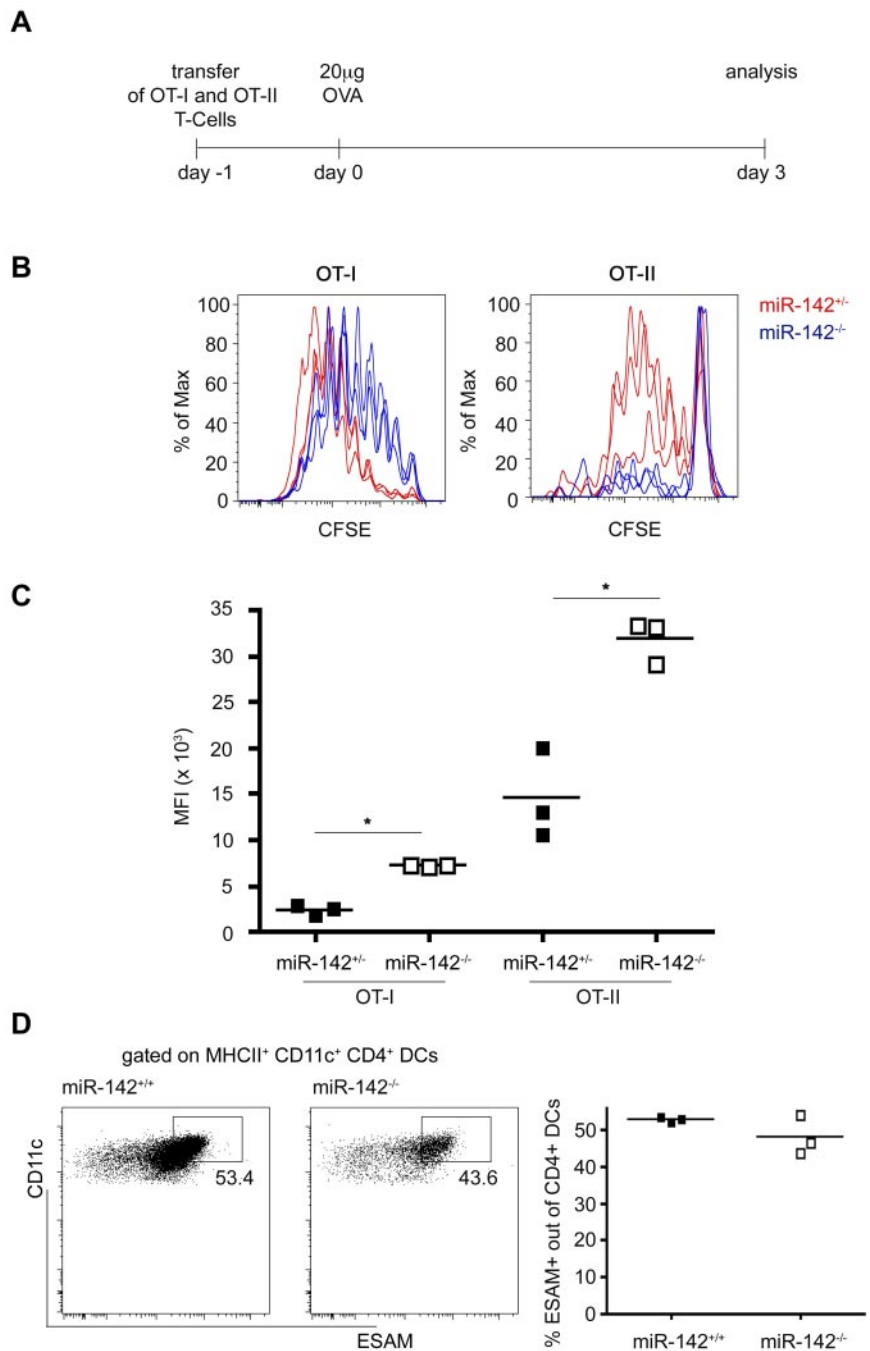 A
transfer
of OT-I and OT-II
T-Cells
20µg
OVA
analysis
day -1
day 0
day 3
B
OT-I
OT-II
miR-142+/-
miR-142-/-
100
80
60
40
20
0
% of Max
CFSE
100
80
60
40
20
0
% of Max
CFSE
C
35
30
25
20
15
10
5
0
MFI (x 10³)
*
*
miR-142+/-
miR-142-/-
miR-142+/-
miR-142-/-
OT-I
OT-II
D
gated on MHCII+ CD11c+ CD4+ DCs
miR-142+/+
miR-142-/-
CD11c
53.4
43.6
ESAM
% ESAM+ out of CD4+ DCs
50
40
30
20
10
0
miR-142+/+
miR-142-/-